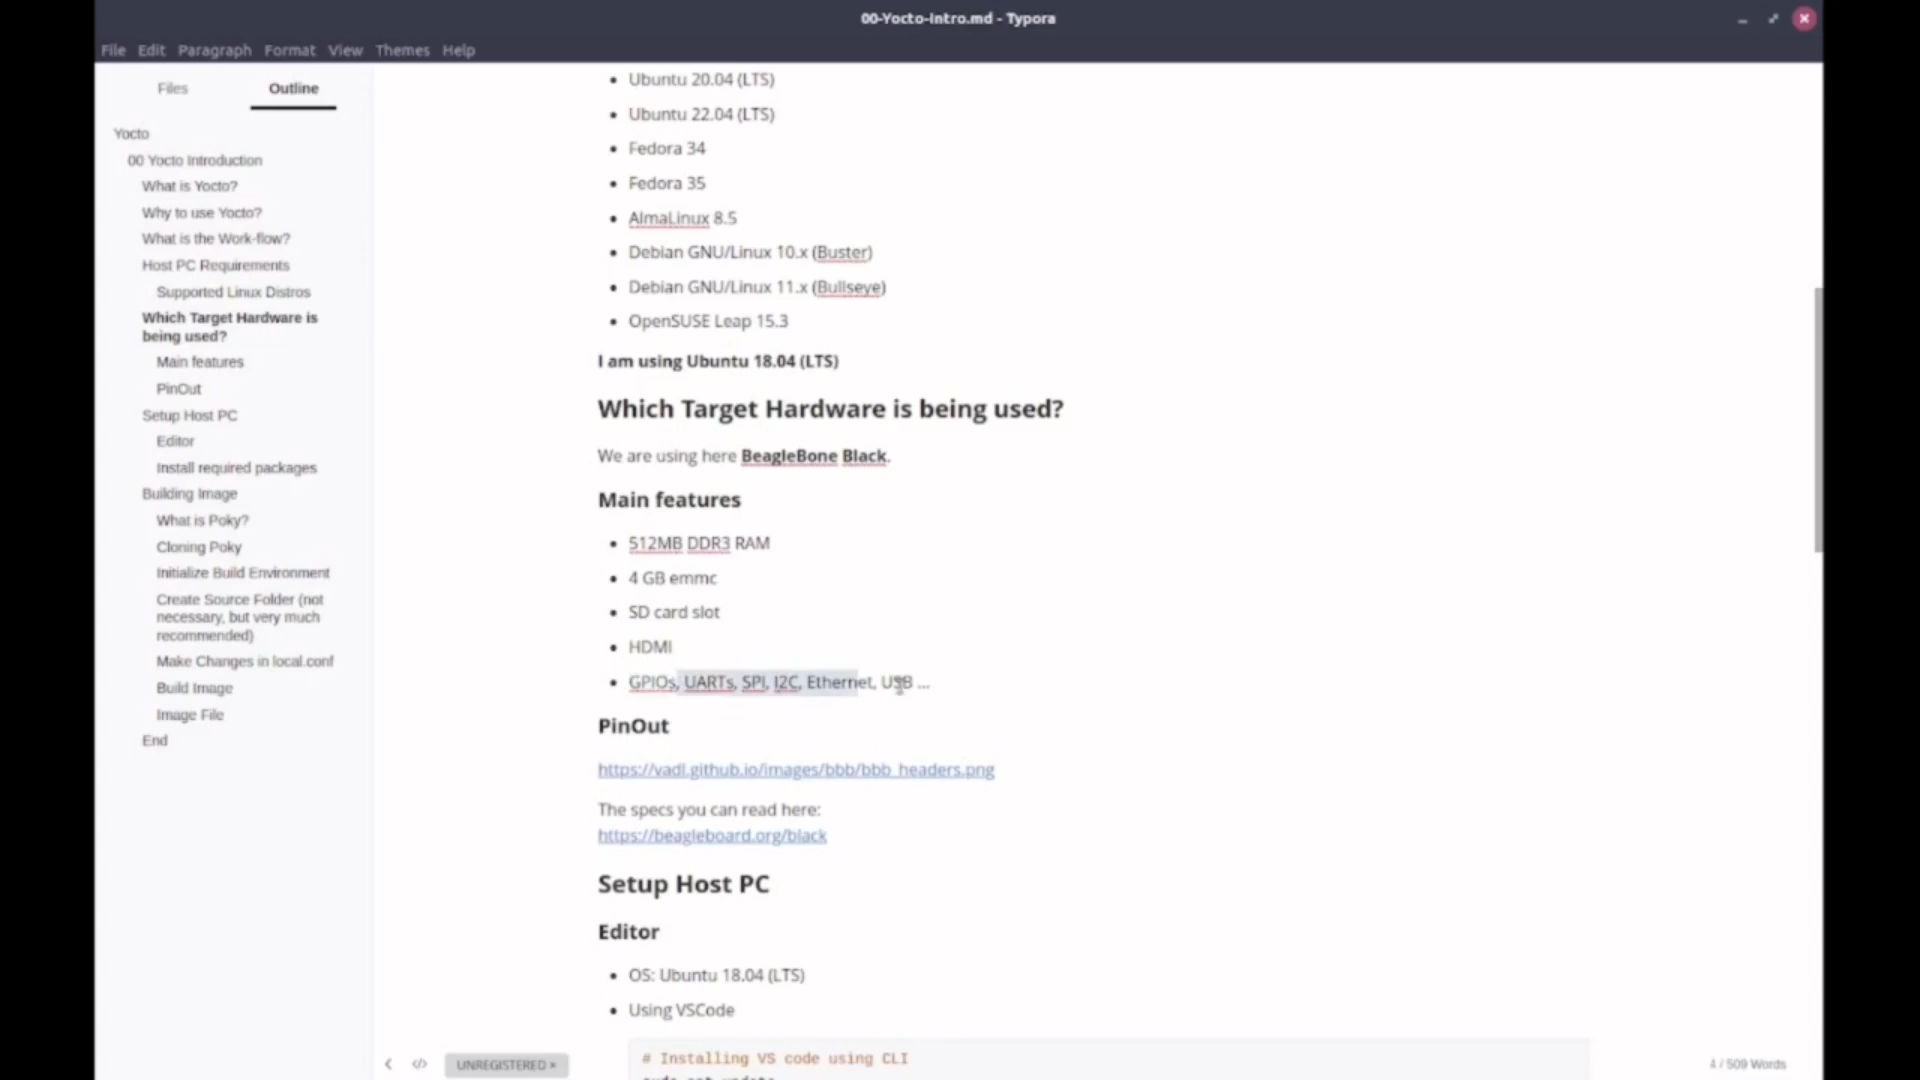 00-Yocto-Intro.md - Typora
File Edit Paragraph Format View Themes Help
Files Outline
Yocto
00 Yocto Introduction
What is Yocto?
Why to use Yocto?
What is the Work-flow?
Host PC Requirements
Supported Linux Distros
Which Target Hardware is
being used?
Main features
PinOut
Setup Host PC
Editor
Install required packages
Building Image
What is Poky?
Cloning Poky
Initialize Build Environment
Create Source Folder (not
necessary, but very much
recommended)
Make Changes in local.conf
Build Image
Image File
End
• Ubuntu 20.04 (LTS)
• Ubuntu 22.04 (LTS)
• Fedora 34
• Fedora 35
• AlmaLinux 8.5
• Debian GNU/Linux 10.x (Buster)
• Debian GNU/Linux 11.x (Bullseye)
• OpenSUSE Leap 15.3
I am using Ubuntu 18.04 (LTS)
Which Target Hardware is being used?
We are using here BeagleBone Black.
Main features
• 512MB DDR3 RAM
• 4 GB emmc
• SD card slot
• HDMI
• GPIOs, UARTs, SPI, I2C, Ethernet, USB ...
PinOut
https://vadl.github.io/images/bbb/bbb_headers.png
The specs you can read here:
https://beagleboard.org/black
Setup Host PC
Editor
• OS: Ubuntu 18.04 (LTS)
• Using VSCode
# Installing VS code using CLI
sudo apt update
< </> UNREGISTERED ×
4 / 509 Words